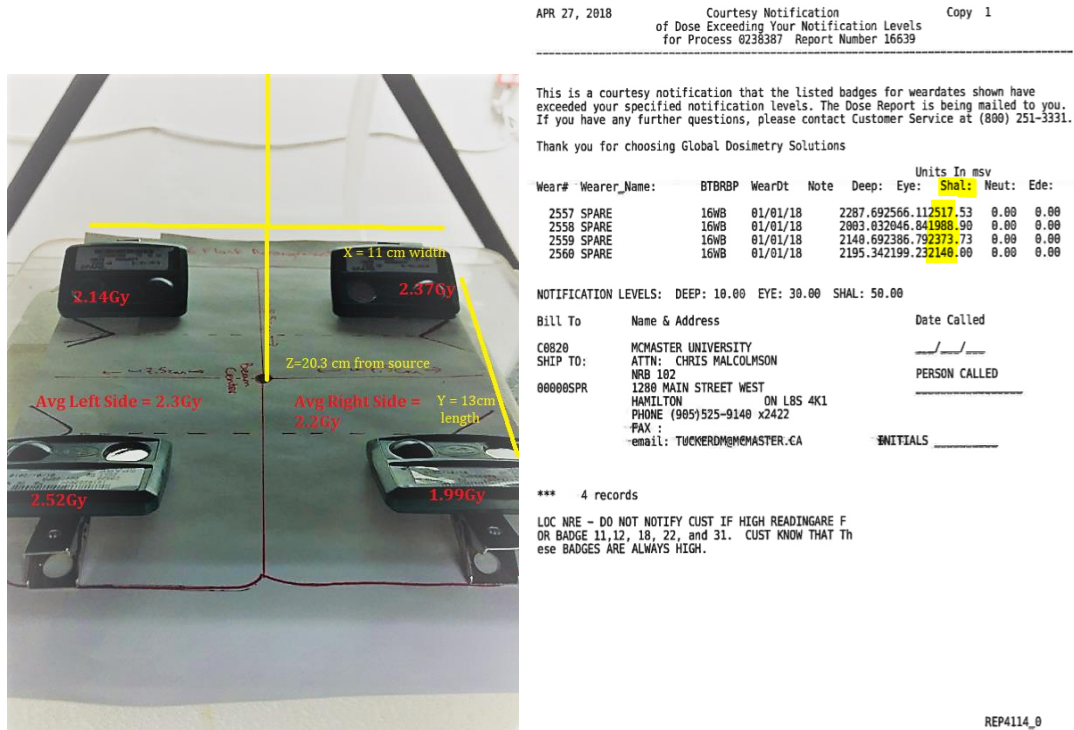 X = 11 cm width
2.14Gy
2.37Gy
Z=20.3 cm from source
Beam
Center
Avg Left Side = 2.3Gy
Avg Right Side =
2.2Gy
Y = 13cm
length
2.52Gy
1.99Gy
APR 27, 2018 Courtesy Notification Copy 1
of Dose Exceeding Your Notification Levels
for Process 0238387 Report Number 16639
This is a courtesy notification that the listed badges for weardates shown have
exceeded your specified notification levels. The Dose Report is being mailed to you.
If you have any further questions, please contact Customer Service at (800) 251-3331.
Thank you for choosing Global Dosimetry Solutions
Units In msv
Wear# Wearer_Name: BTBRBP WearDt Note Deep: Eye: Shal: Neut: Ede:
2557 SPARE 16WB 01/01/18 2287.692566.112517.53 0.00 0.00
2558 SPARE 16WB 01/01/18 2003.032046.841988.90 0.00 0.00
2559 SPARE 16WB 01/01/18 2140.692386.792373.73 0.00 0.00
2560 SPARE 16WB 01/01/18 2195.342199.232140.00 0.00 0.00
NOTIFICATION LEVELS: DEEP: 10.00 EYE: 30.00 SHAL: 50.00
Bill To Name & Address Date Called
C0820 MCMASTER UNIVERSITY __/__/__
SHIP TO: ATTN: CHRIS MALCOLMSON
NRB 102 PERSON CALLED
00000SPR 1280 MAIN STREET WEST
HAMILTON ON L8S 4K1
PHONE (905)525-9140 x2422
FAX :
email: TUCKERDM@MCMASTER.CA INITIALS
*** 4 records
LOC NRE - DO NOT NOTIFY CUST IF HIGH READINGARE F
OR BADGE 11,12, 18, 22, and 31. CUST KNOW THAT Th
ese BADGES ARE ALWAYS HIGH.
REP4114_0